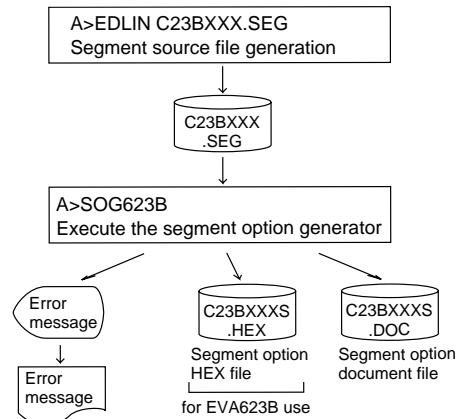 A>EDLIN C23BXXX.SEG
Segment source file generation
C23BXXX
.SEG
A>SOG623B
Execute the segment option generator
Error
message
C23BXXXS
.HEX
C23BXXXS
.DOC
Segment option
HEX file
Segment option
document file
Error
message
for EVA623B use